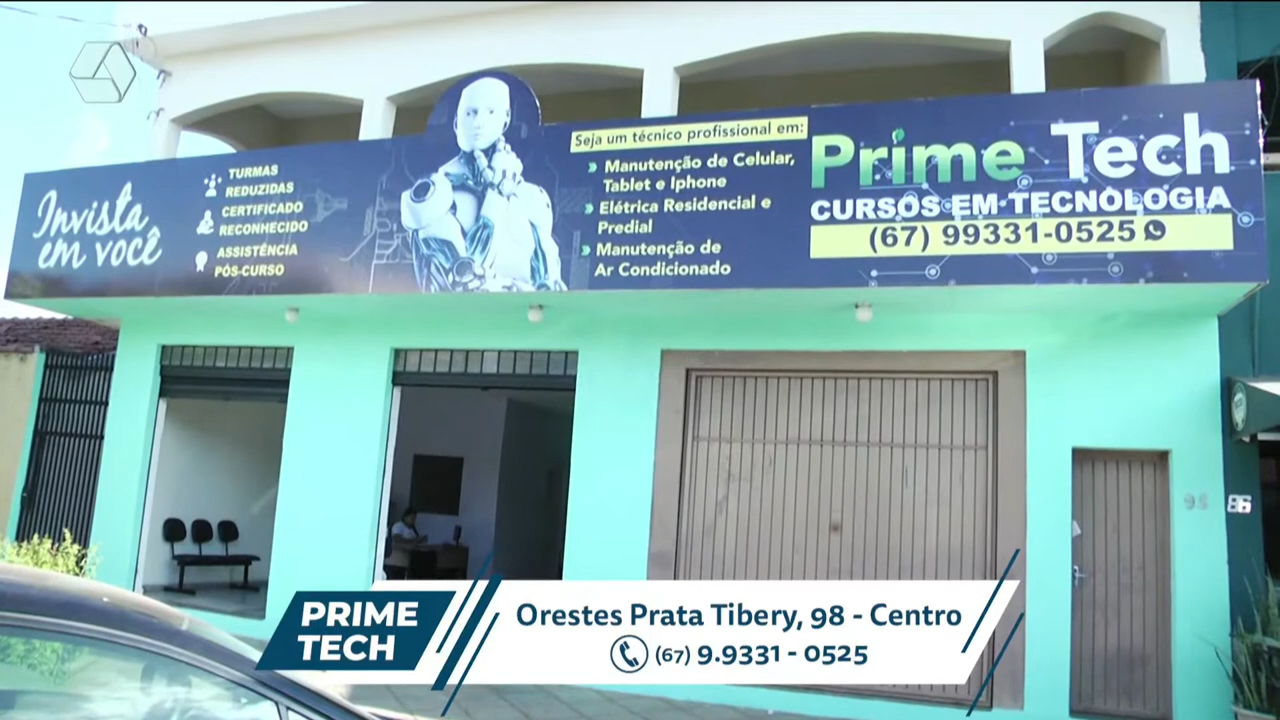 Invista
em você
TURMAS
REDUZIDAS
CERTIFICADO
RECONHECIDO
ASSISTÊNCIA
PÓS-CURSO
Seja um técnico profissional em:
Manutenção de Celular,
Tablet e Iphone
Elétrica Residencial e
Predial
Manutenção de
Ar Condicionado
Prime Tech
CURSOS EM TECNOLOGIA
(67) 99331-0525
98
86
PRIME
TECH
Orestes Prata Tibery, 98 - Centro
(67) 9.9331 - 0525